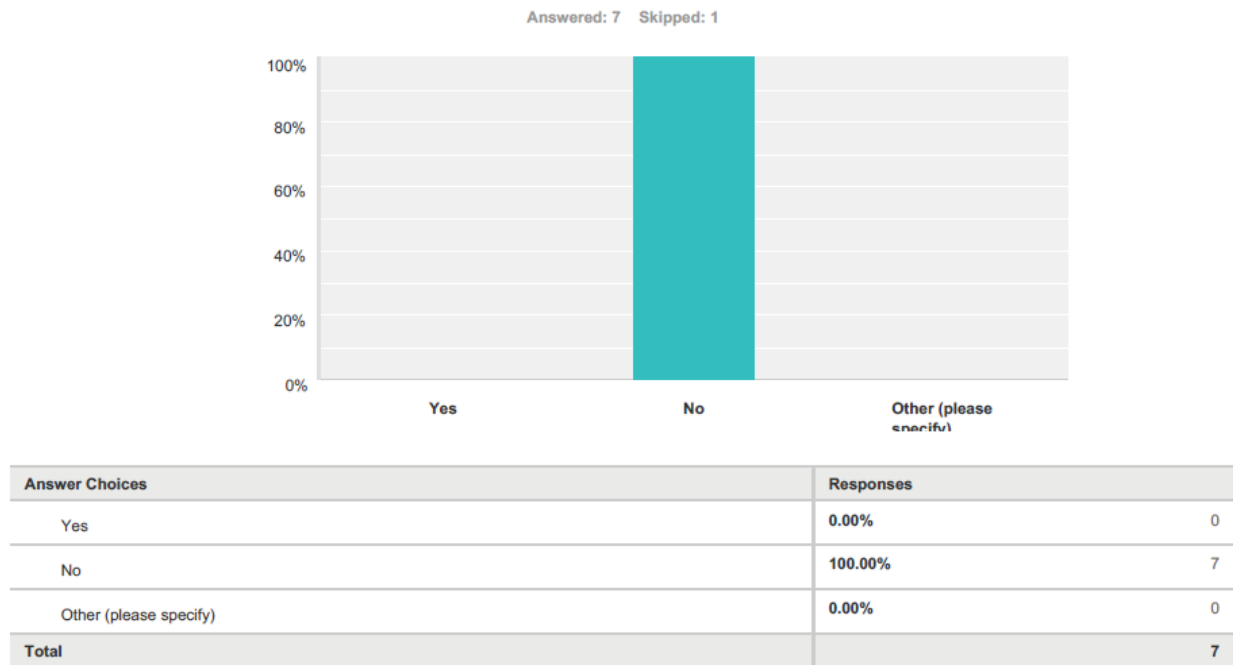 Answered: 7 Skipped: 1
100%
80%
60%
40%
20%
0%
Yes No Other (please
specify)
Answer Choices Responses
Yes 0.00% 0
No 100.00% 7
Other (please specify) 0.00% 0
Total 7